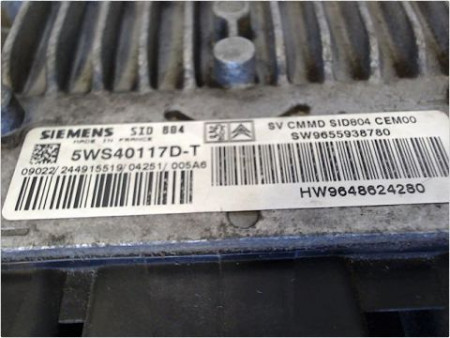 SIEMENS SID 804
MADE IN FRANCE
5WS40117D-T
09022/244915519/04251/005A6
SV CMMD SID804 CEM00
SW9655938780
HW9648624280